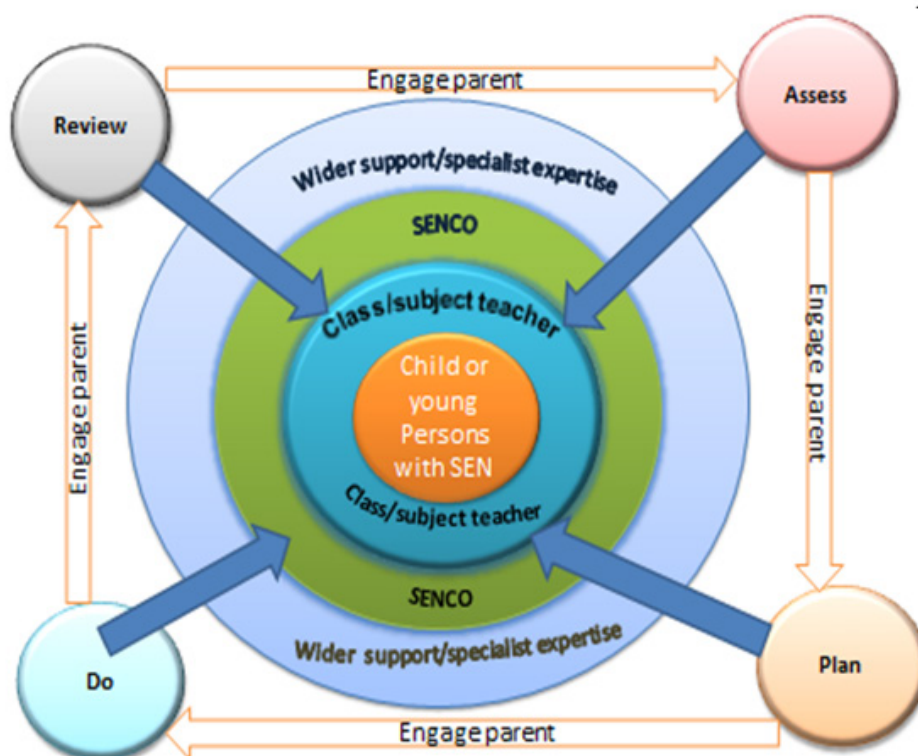 Engage parent
Review
Assess
Wider support/specialist expertise
SENCO
Class/subject teacher
Child or
young
Persons
with SEN
Class/subject teacher
SENCO
Wider support/specialist expertise
Engage parent
Engage parent
Do
Plan
Engage parent